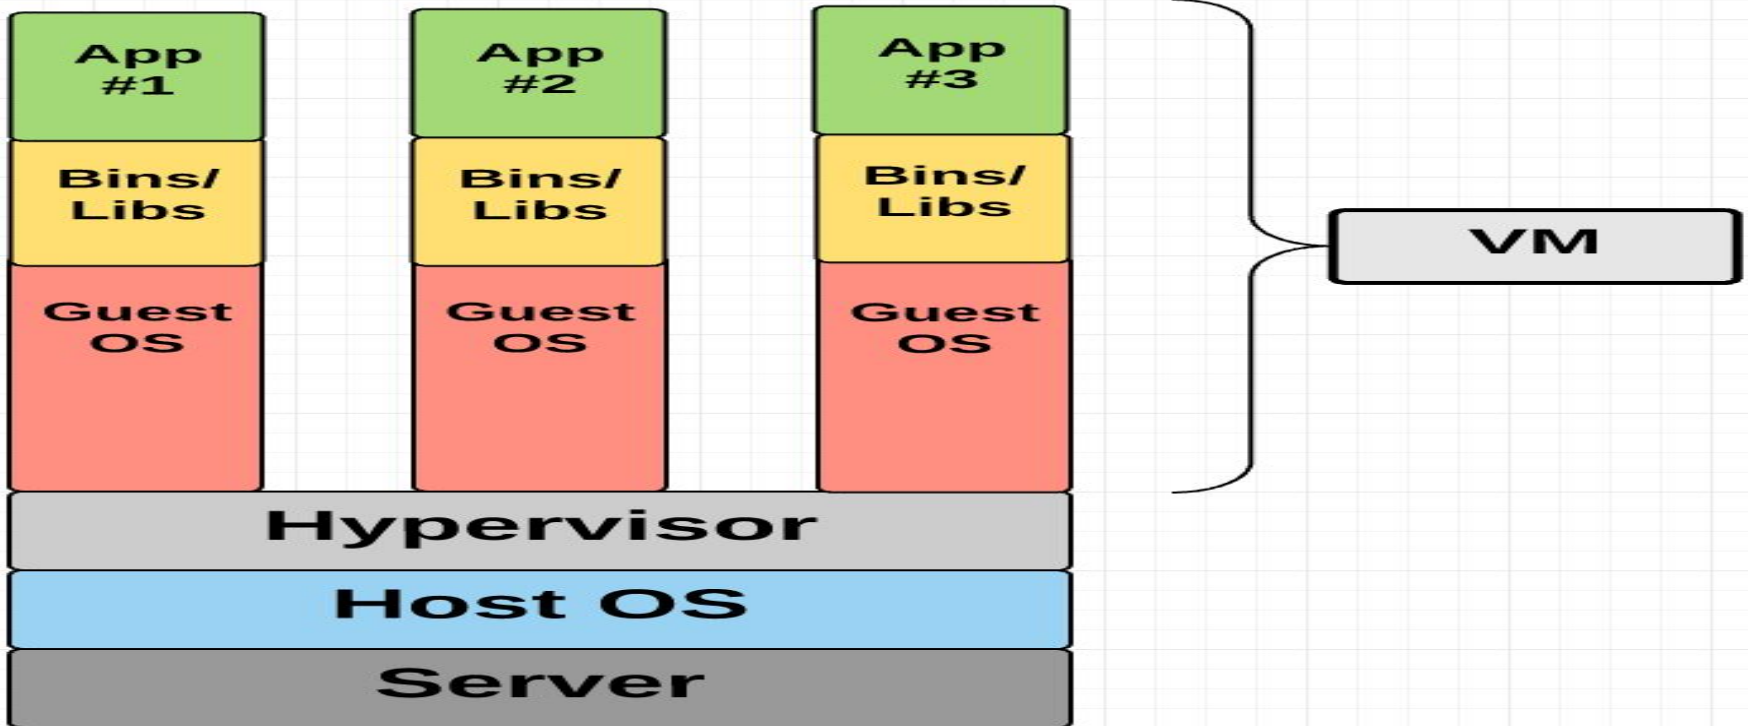 App
#1
App
#2
App
#3
Bins/
Libs
Bins/
Libs
Bins/
Libs
VM
Guest
OS
Guest
OS
Guest
OS
Hypervisor
Host OS
Server